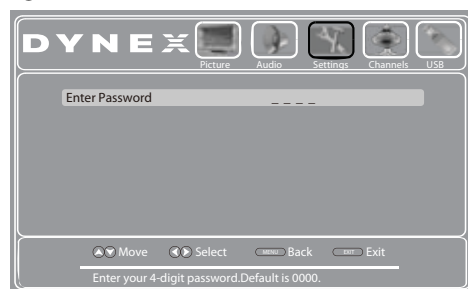 DYNEX
Picture Audio Settings Channels USB
Enter Password _ _ _ _
Move Select MENU Back EXIT Exit
Enter your 4-digit password.Default is 0000.